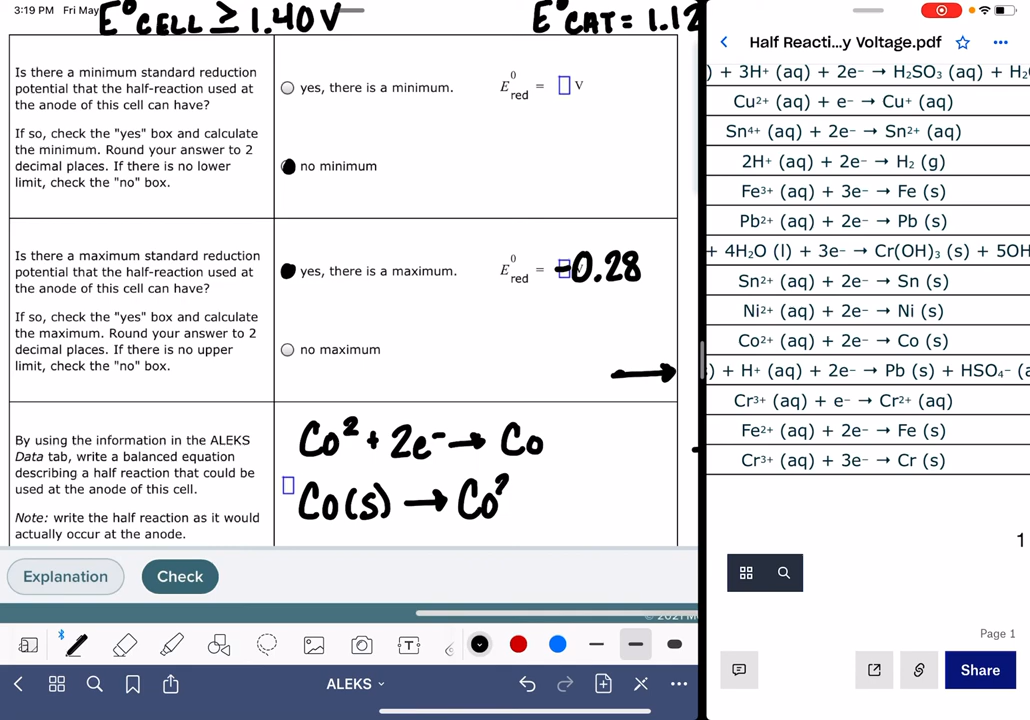 3:19 PM Fri May
E°CELL ≥ 1.40V
E°CAT = 1.12
Is there a minimum standard reduction
potential that the half-reaction used at
the anode of this cell can have?
If so, check the "yes" box and calculate
the minimum. Round your answer to 2
decimal places. If there is no lower
limit, check the "no" box.
yes, there is a minimum.
E⁰red = V
no minimum
Is there a maximum standard reduction
potential that the half-reaction used at
the anode of this cell can have?
If so, check the "yes" box and calculate
the maximum. Round your answer to 2
decimal places. If there is no upper
limit, check the "no" box.
yes, there is a maximum.
E⁰red = -0.28
no maximum
By using the information in the ALEKS
Data tab, write a balanced equation
describing a half reaction that could be
used at the anode of this cell.
Note: write the half reaction as it would
actually occur at the anode.
Co² + 2e⁻ → Co
Co(s) → Co²
Explanation
Check
ALEKS
Half Reacti...y Voltage.pdf
) + 3H+ (aq) + 2e- → H₂SO₃ (aq) + H₂
Cu²⁺ (aq) + e- → Cu⁺ (aq)
Sn⁴⁺ (aq) + 2e- → Sn²⁺ (aq)
2H⁺ (aq) + 2e- → H₂ (g)
Fe³⁺ (aq) + 3e- → Fe (s)
Pb²⁺ (aq) + 2e- → Pb (s)
+ 4H₂O (l) + 3e- → Cr(OH)₃ (s) + 5OH
Sn²⁺ (aq) + 2e- → Sn (s)
Ni²⁺ (aq) + 2e- → Ni (s)
Co²⁺ (aq) + 2e- → Co (s)
) + H⁺ (aq) + 2e- → Pb (s) + HSO₄⁻ (a
Cr³⁺ (aq) + e- → Cr²⁺ (aq)
Fe²⁺ (aq) + 2e- → Fe (s)
Cr³⁺ (aq) + 3e- → Cr (s)
1
Page 1
Share